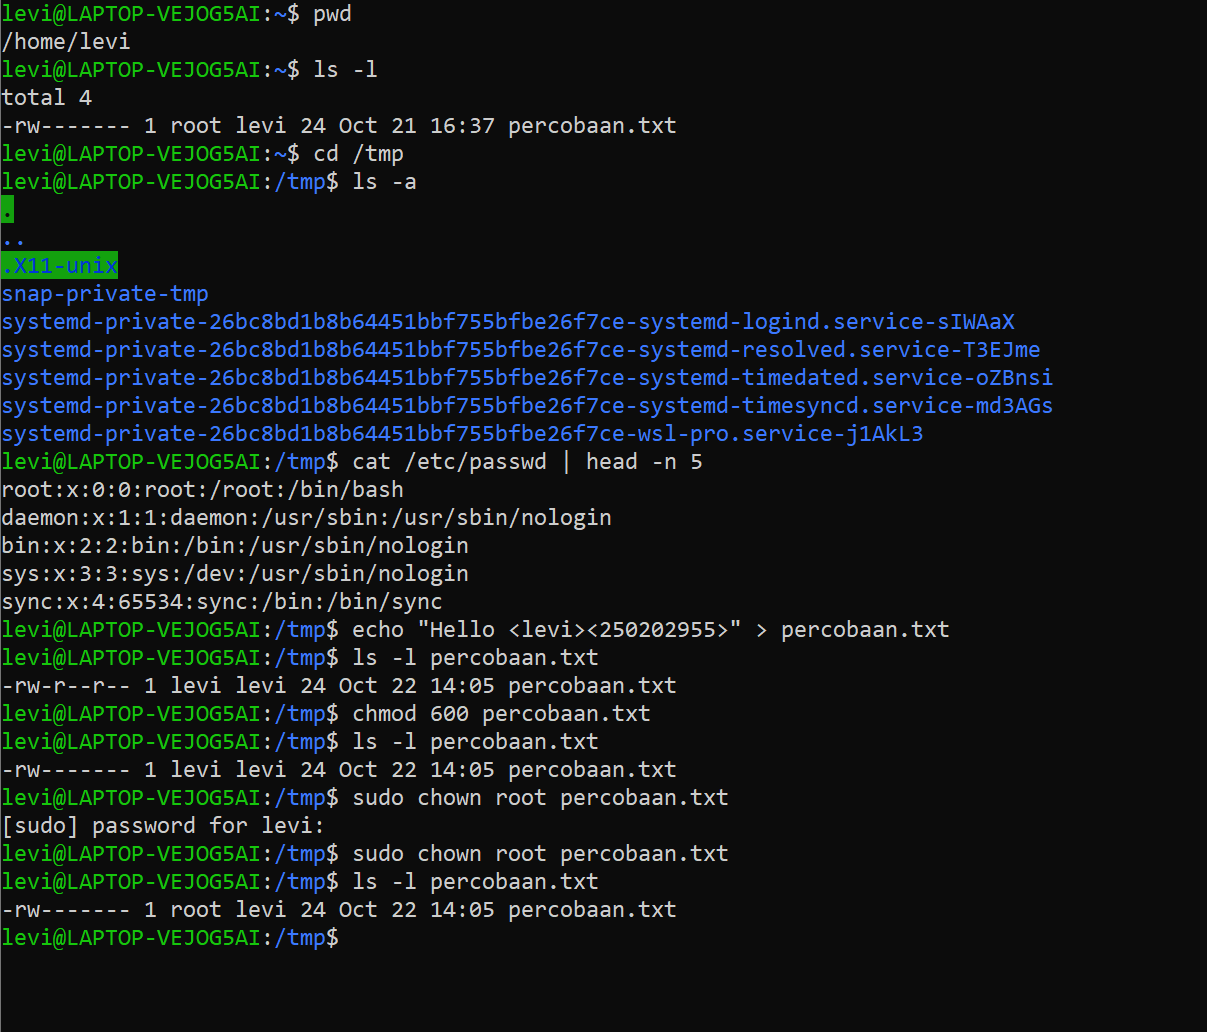 levi@LAPTOP-VEJOG5AI:~$ pwd
/home/levi
levi@LAPTOP-VEJOG5AI:~$ ls -l
total 4
-rw------- 1 root levi 24 Oct 21 16:37 percobaan.txt
levi@LAPTOP-VEJOG5AI:~$ cd /tmp
levi@LAPTOP-VEJOG5AI:/tmp$ ls -a
.
..
.X11-unix
snap-private-tmp
systemd-private-26bc8bd1b8b64451bbf755bfbe26f7ce-systemd-logind.service-sIWAaX
systemd-private-26bc8bd1b8b64451bbf755bfbe26f7ce-systemd-resolved.service-T3EJme
systemd-private-26bc8bd1b8b64451bbf755bfbe26f7ce-systemd-timedated.service-oZBnsi
systemd-private-26bc8bd1b8b64451bbf755bfbe26f7ce-systemd-timesyncd.service-md3AGs
systemd-private-26bc8bd1b8b64451bbf755bfbe26f7ce-wsl-pro.service-j1AkL3
levi@LAPTOP-VEJOG5AI:/tmp$ cat /etc/passwd | head -n 5
root:x:0:0:root:/root:/bin/bash
daemon:x:1:1:daemon:/usr/sbin:/usr/sbin/nologin
bin:x:2:2:bin:/bin:/usr/sbin/nologin
sys:x:3:3:sys:/dev:/usr/sbin/nologin
sync:x:4:65534:sync:/bin:/bin/sync
levi@LAPTOP-VEJOG5AI:/tmp$ echo "Hello <levi><250202955>" > percobaan.txt
levi@LAPTOP-VEJOG5AI:/tmp$ ls -l percobaan.txt
-rw-r--r-- 1 levi levi 24 Oct 22 14:05 percobaan.txt
levi@LAPTOP-VEJOG5AI:/tmp$ chmod 600 percobaan.txt
levi@LAPTOP-VEJOG5AI:/tmp$ ls -l percobaan.txt
-rw------- 1 levi levi 24 Oct 22 14:05 percobaan.txt
levi@LAPTOP-VEJOG5AI:/tmp$ sudo chown root percobaan.txt
[sudo] password for levi:
levi@LAPTOP-VEJOG5AI:/tmp$ sudo chown root percobaan.txt
levi@LAPTOP-VEJOG5AI:/tmp$ ls -l percobaan.txt
-rw------- 1 root levi 24 Oct 22 14:05 percobaan.txt
levi@LAPTOP-VEJOG5AI:/tmp$